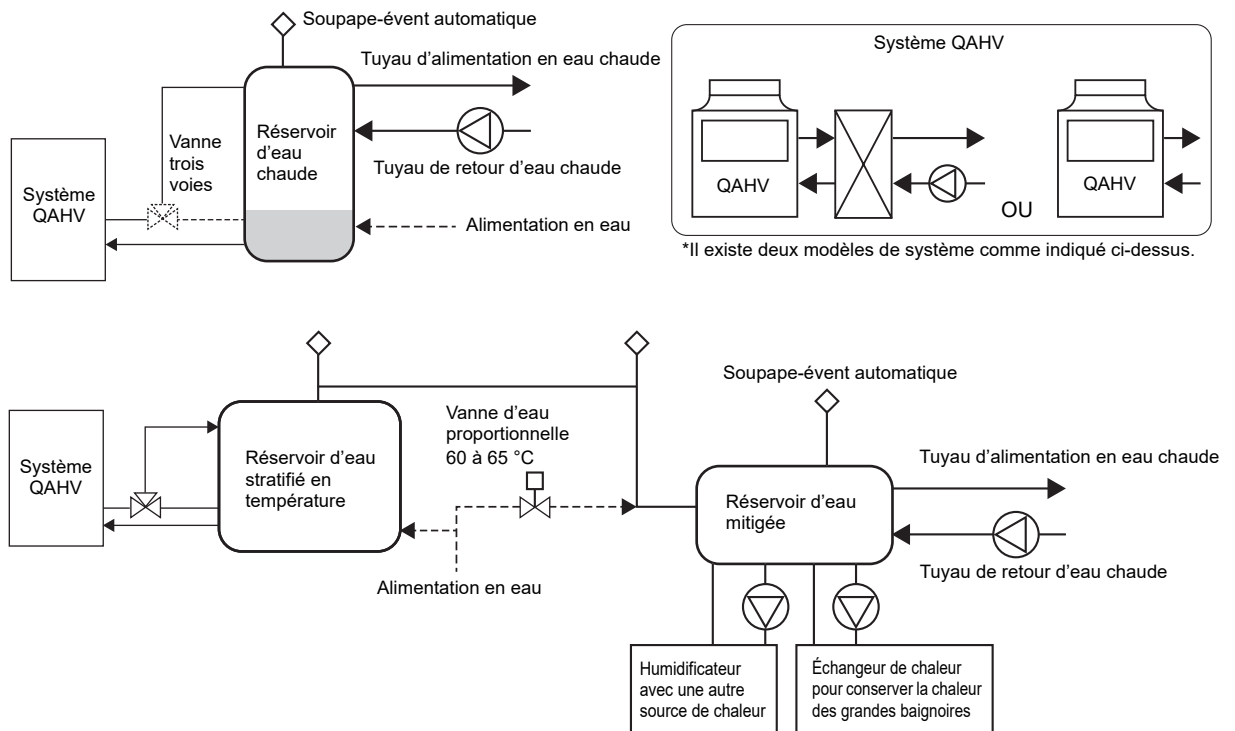 Soupape-évent automatique
Tuyau d'alimentation en eau chaude
Vanne
trois
voies
Réservoir
d'eau
chaude
Tuyau de retour d'eau chaude
Système
QAHV
Alimentation en eau
Système QAHV
QAHV
OU
QAHV
*Il existe deux modèles de système comme indiqué ci-dessus.
Soupape-évent automatique
Vanne d'eau
proportionnelle
60 à 65 °C
Système
QAHV
Réservoir d'eau
stratifié en
température
Tuyau d'alimentation en eau chaude
Réservoir d'eau
mitigée
Alimentation en eau
Tuyau de retour d'eau chaude
Humidificateur
avec une autre
source de chaleur
Échangeur de chaleur
pour conserver la chaleur
des grandes baignoires